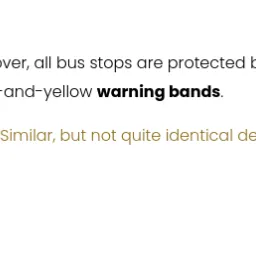 over, all bus stops are protected b
-and-yellow warning bands.
Similar, but not quite identical de